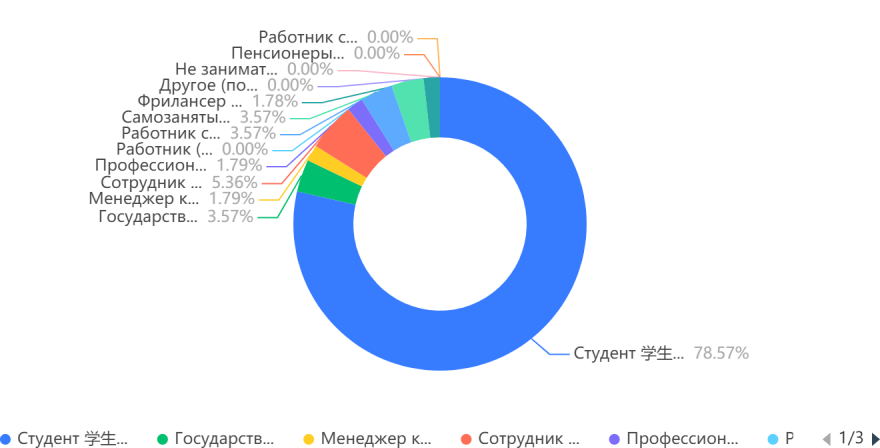 Работник с... 0.00%
Пенсионеры... 0.00%
Не занимат... 0.00%
Другое (по... 0.00%
Фрилансер ... 1.78%
Самозаняты... 3.57%
Работник с... 3.57%
Работник (... 0.00%
Профессион... 1.79%
Сотрудник ... 5.36%
Менеджер к... 1.79%
Государств... 3.57%
Студент 学生... 78.57%
Студент 学生... Государств... Менеджер к... Сотрудник ... Профессион... Р 1/3